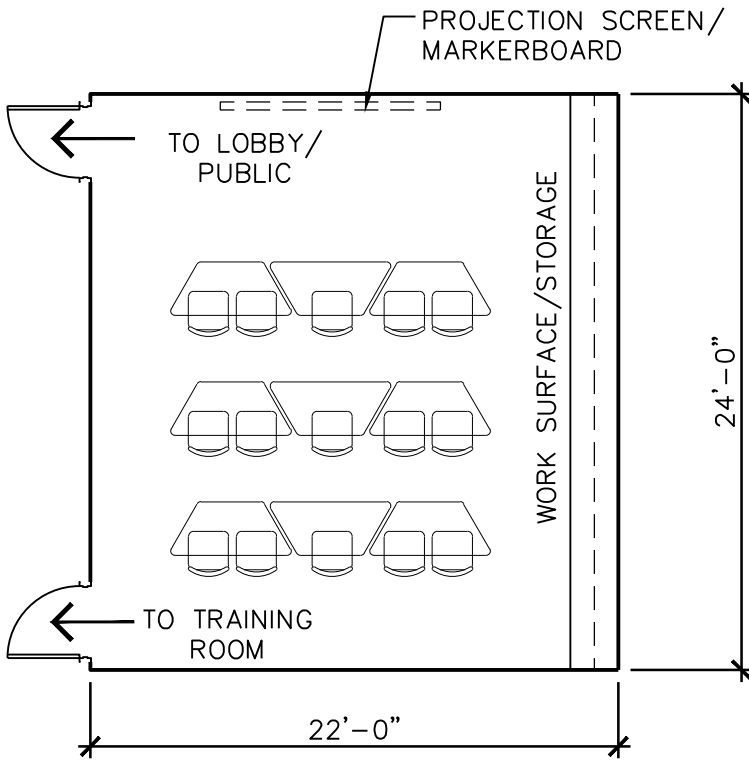 PROJECTION SCREEN/
MARKERBOARD
TO LOBBY/
PUBLIC
WORK SURFACE/STORAGE
24'-0"
TO TRAINING
ROOM
22'-0"